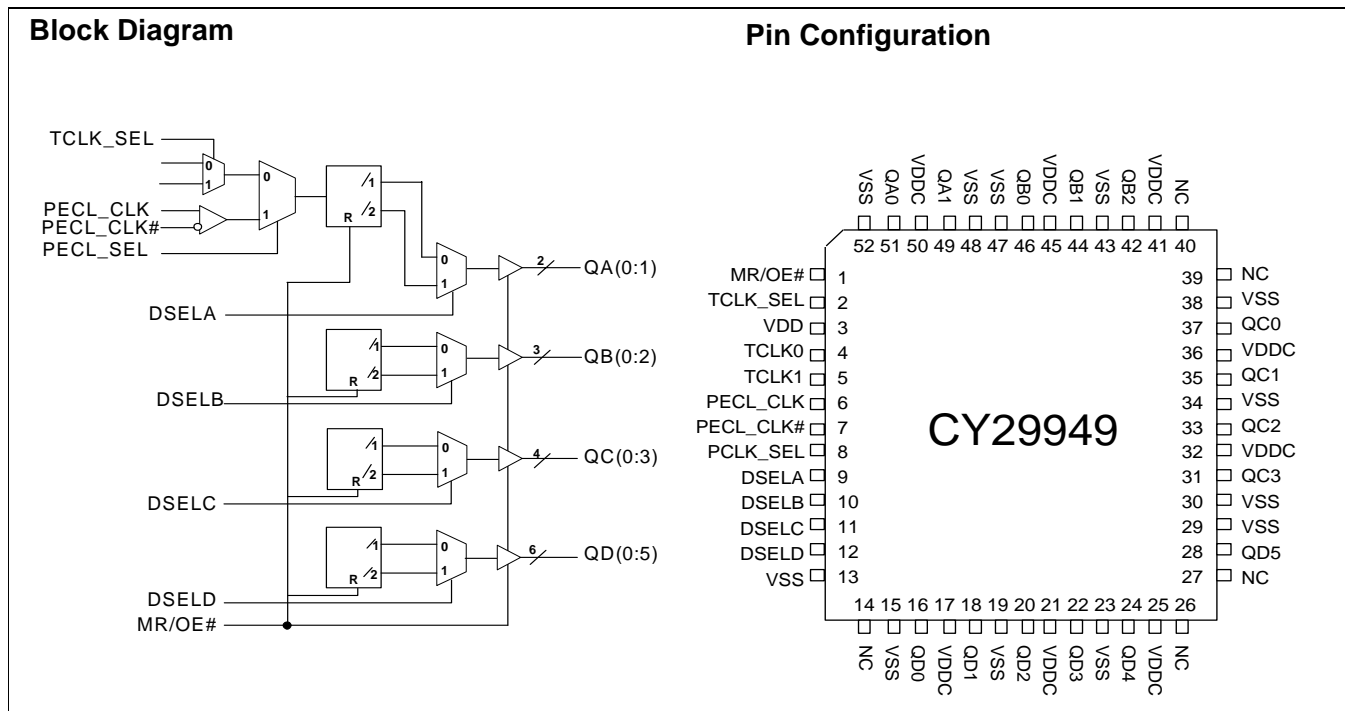 Block Diagram
TCLK_SEL
0
1
0
1
PECL_CLK
PECL_CLK#
PECL_SEL
/1
/2
R
0
1
2
QA(0:1)
DSELA
/1
/2
R
0
1
3
QB(0:2)
DSELB
/1
/2
R
0
1
4
QC(0:3)
DSELC
/1
/2
R
0
1
6
QD(0:5)
DSELD
MR/OE#
Pin Configuration
VSS QA0 VDDC QA1 VSS VSS QB0 VDDC QB1 VSS QB2 VDDC NC
52 51 50 49 48 47 46 45 44 43 42 41 40
MR/OE# 1
TCLK_SEL 2
VDD 3
TCLK0 4
TCLK1 5
PECL_CLK 6
PECL_CLK# 7
PCLK_SEL 8
DSELA 9
DSELB 10
DSELC 11
DSELD 12
VSS 13
CY29949
39 NC
38 VSS
37 QC0
36 VDDC
35 QC1
34 VSS
33 QC2
32 VDDC
31 QC3
30 VSS
29 VSS
28 QD5
27 NC
14 15 16 17 18 19 20 21 22 23 24 25 26
NC VSS QD0 VDDC QD1 VSS QD2 VDDC QD3 VSS QD4 VDDC NC